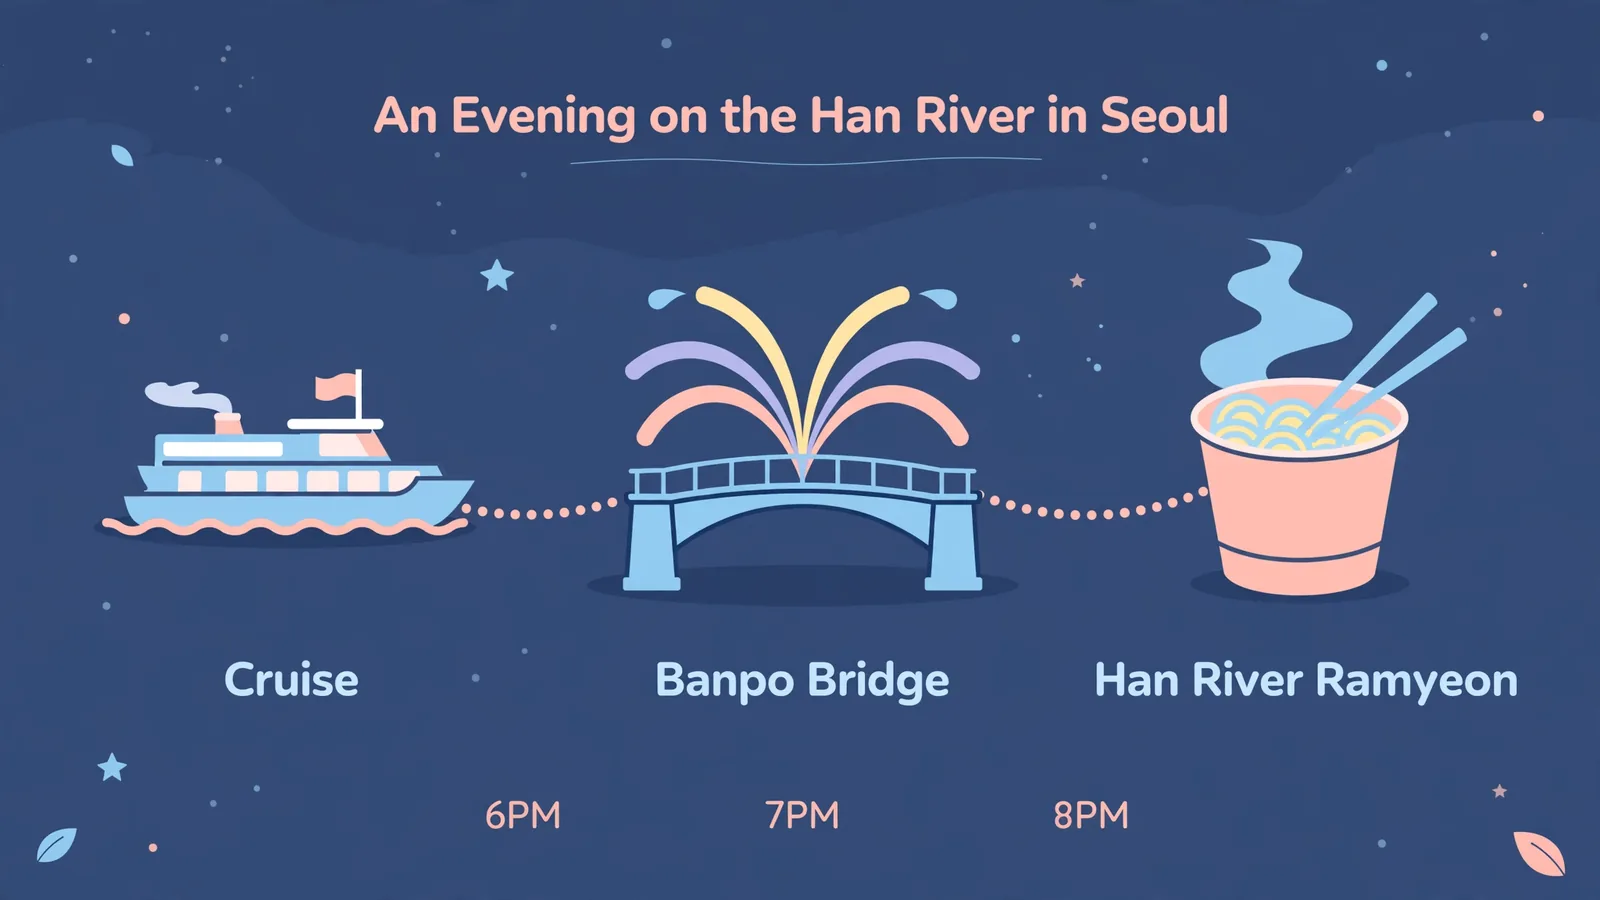 An Evening on the Han River in Seoul
Cruise
Banpo Bridge
Han River Ramyeon
6PM
7PM
8PM